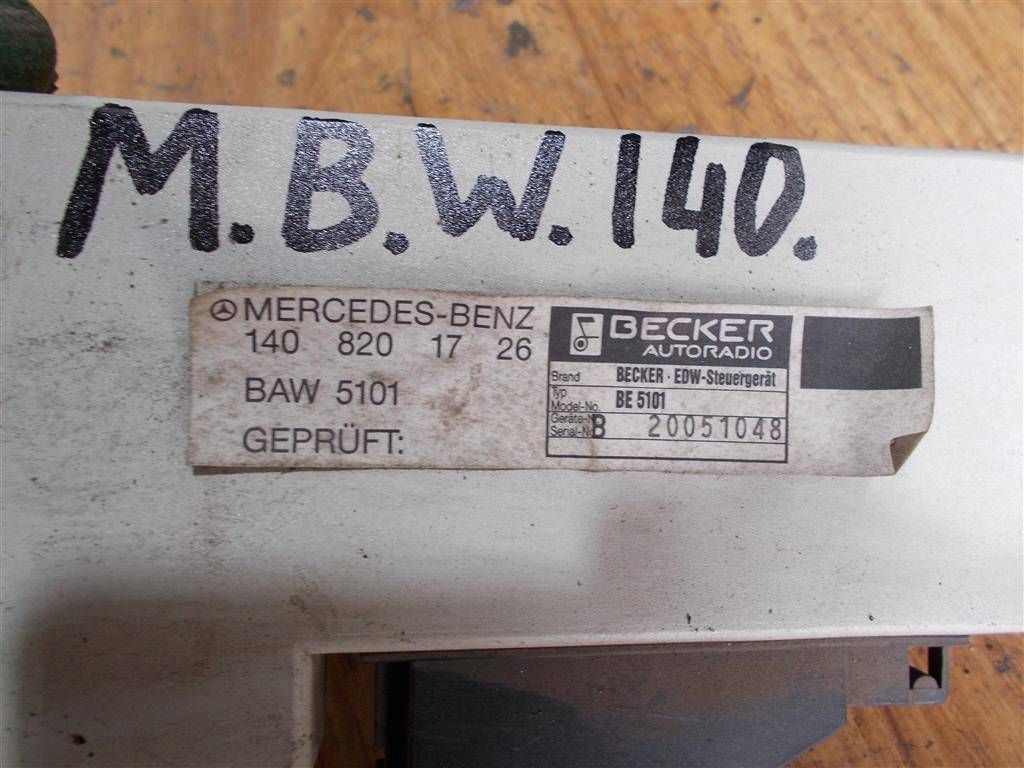 M.B.W.140.
MERCEDES-BENZ
140 820 17 26
BAW 5101
GEPRÜFT:
BECKER
AUTORADIO
Brand BECKER · EDW-Steuergerät
Typ
Model-No. BE 5101
Geräte-N
Serial-No B 20051048